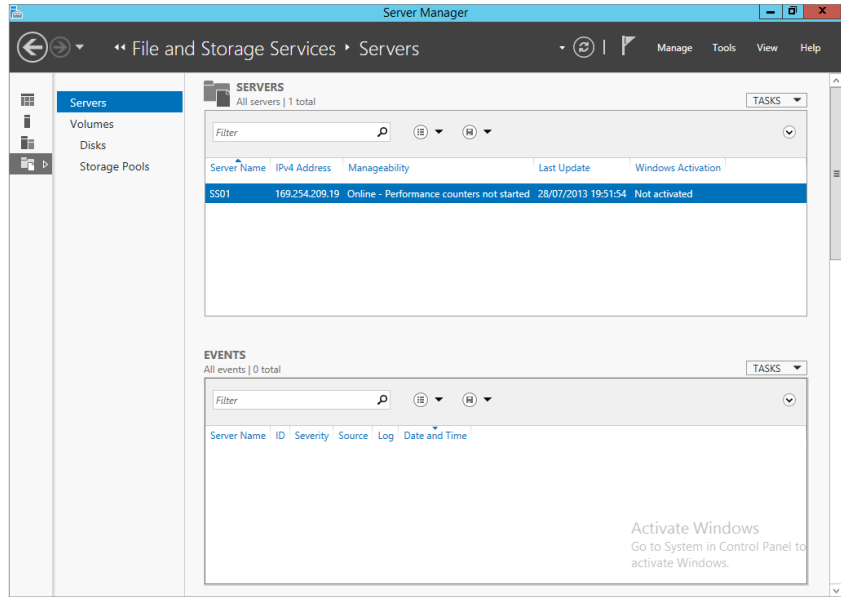 Server Manager
File and Storage Services ‣ Servers
Manage Tools View Help
Servers
Volumes
Disks
Storage Pools
SERVERS
All servers | 1 total
TASKS
Filter
Server Name IPv4 Address Manageability Last Update Windows Activation
SS01 169.254.209.19 Online - Performance counters not started 28/07/2013 19:51:54 Not activated
EVENTS
All events | 0 total
TASKS
Filter
Server Name ID Severity Source Log Date and Time
Activate Windows
Go to System in Control Panel to
activate Windows.